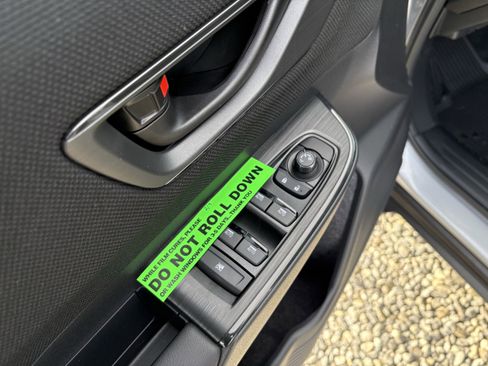 WHILE FILM CURES, PLEASE
DO NOT ROLL DOWN
OR WASH WINDOWS FOR 3-5 DAYS. THANK YOU